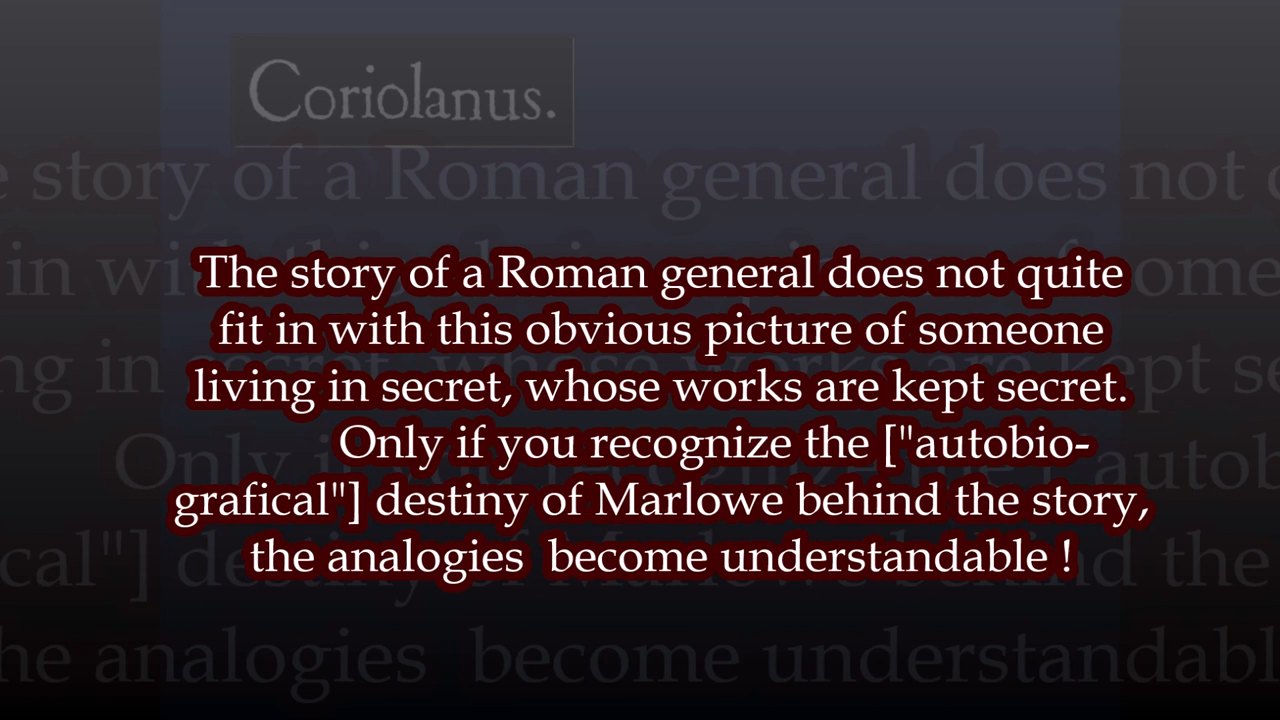 Coriolanus.
The story of a Roman general does not quite
fit in with this obvious picture of someone
living in secret, whose works are kept secret.
Only if you recognize the ["autobio-
grafical"] destiny of Marlowe behind the story,
the analogies  become understandable !